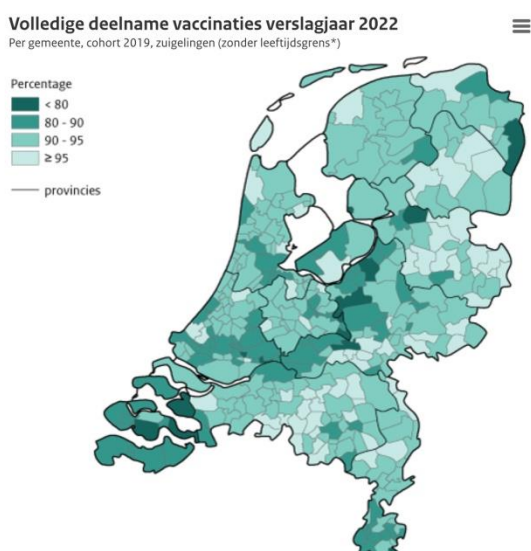 Volledige deelname vaccinaties verslagjaar 2022
Per gemeente, cohort 2019, zuigelingen (zonder leeftijdsgrens*)
Percentage
< 80
80 - 90
90 - 95
≥ 95
provincies